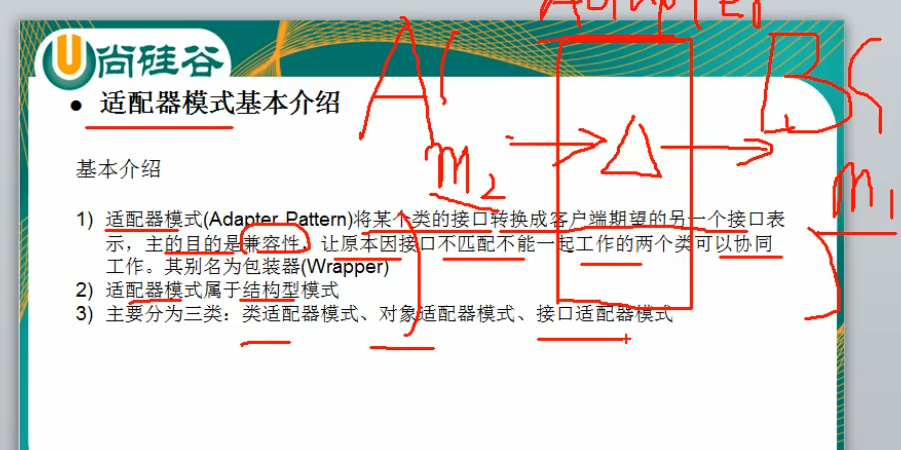 Adapter
尚硅谷
A(
B(
● 适配器模式基本介绍
m2
m1
基本介绍
1) 适配器模式(Adapter Pattern)将某个类的接口转换成客户端期望的另一个接口表
示，主的目的是兼容性，让原本因接口不匹配不能一起工作的两个类可以协同
工作。其别名为包装器(Wrapper)
2) 适配器模式属于结构型模式
3) 主要分为三类：类适配器模式、对象适配器模式、接口适配器模式